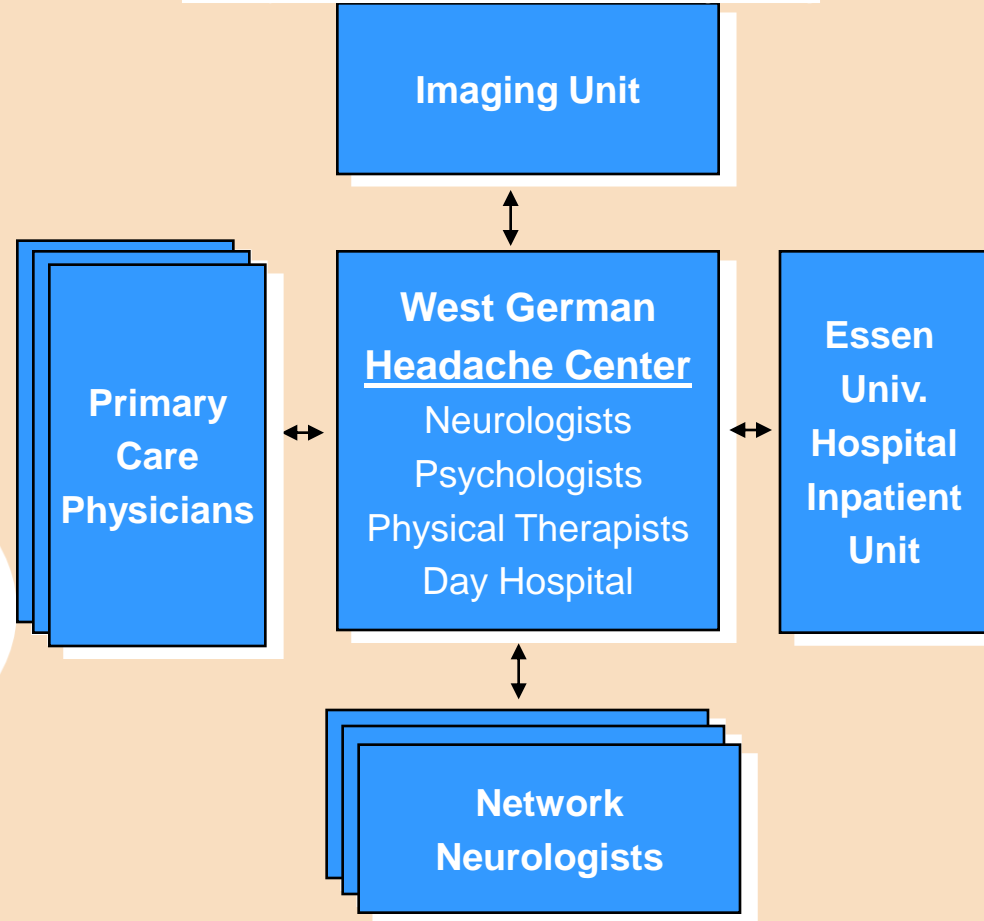 Imaging Unit
West German
Headache Center
Neurologists
Psychologists
Physical Therapists
Day Hospital
Primary
Care
Physicians
Essen
Univ.
Hospital
Inpatient
Unit
Network
Neurologists